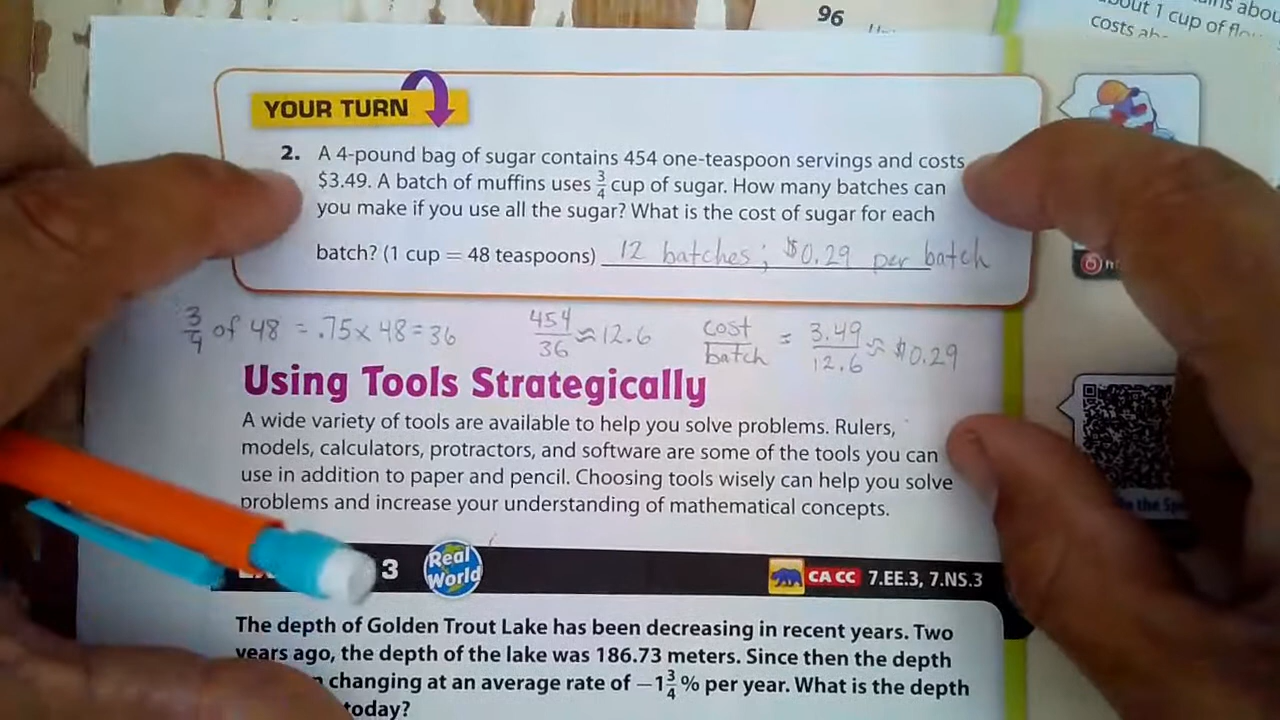 96
about 1 cup of
costs
YOUR TURN
2. A 4-pound bag of sugar contains 454 one-teaspoon servings and costs
$3.49. A batch of muffins uses 3/4 cup of sugar. How many batches can
you make if you use all the sugar? What is the cost of sugar for each
batch? (1 cup = 48 teaspoons) 12 batches; $0.29 per batch
3/4 of 48 = .75 x 48 = 36 454/36 ≈ 12.6 cost/batch = 3.49/12.6 ≈ $0.29
Using Tools Strategically
A wide variety of tools are available to help you solve problems. Rulers,
models, calculators, protractors, and software are some of the tools you can
use in addition to paper and pencil. Choosing tools wisely can help you solve
problems and increase your understanding of mathematical concepts.
3 Real World CA CC 7.EE.3, 7.NS.3
The depth of Golden Trout Lake has been decreasing in recent years. Two
years ago, the depth of the lake was 186.73 meters. Since then the depth
changing at an average rate of −1 3/4 % per year. What is the depth
today?